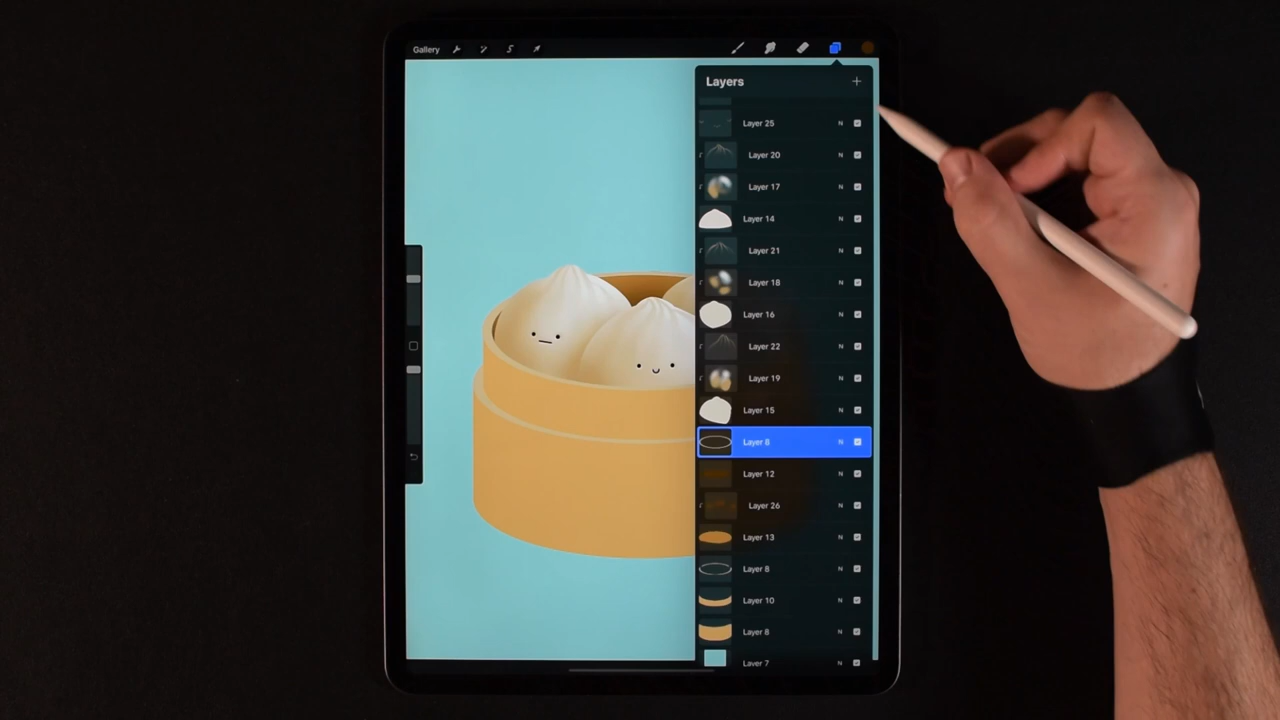 Gallery
Layers
Layer 25 N
Layer 20 N
Layer 17 N
Layer 14 N
Layer 21 N
Layer 18 N
Layer 16 N
Layer 22 N
Layer 19 N
Layer 15 N
Layer 8 N
Layer 12 N
Layer 26 N
Layer 13 N
Layer 8 N
Layer 10 N
Layer 8 N
Layer 7 N